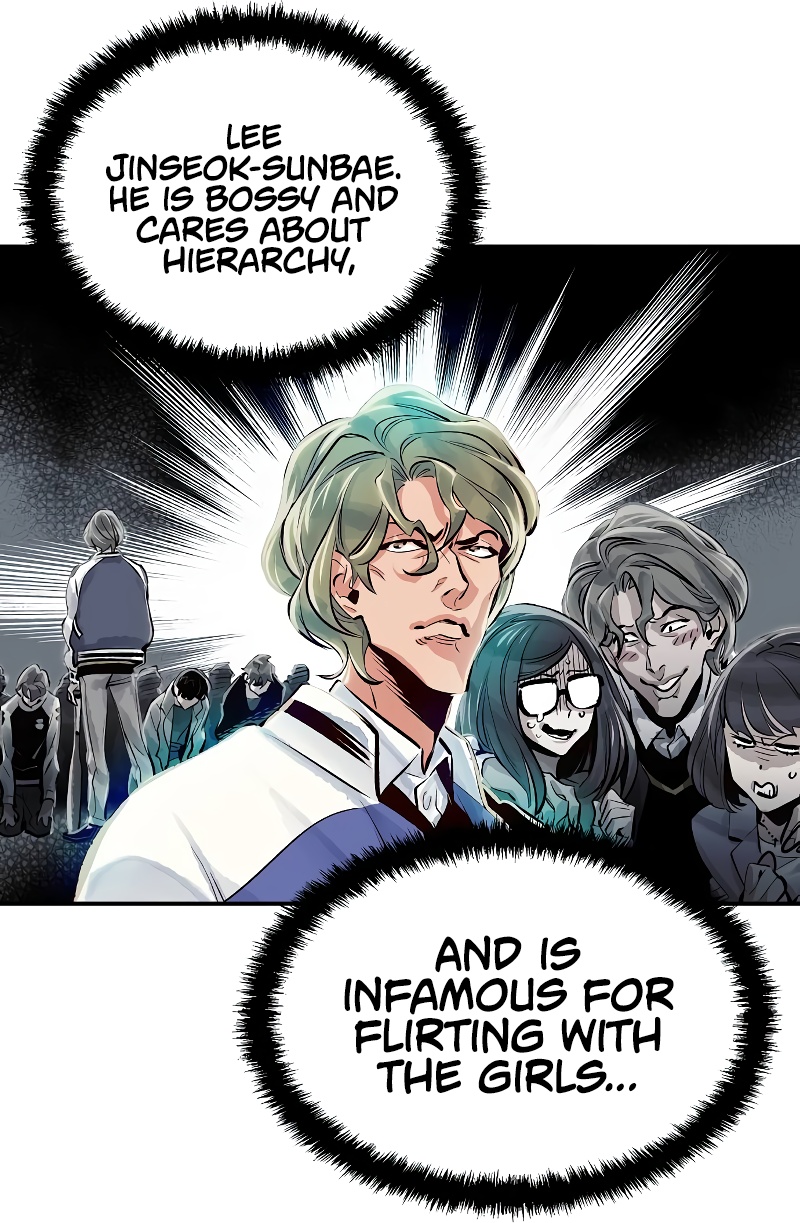 LEE
JINSEOK-SUNBAE.
HE IS BOSSY AND
CARES ABOUT
HIERARCHY,
AND IS
INFAMOUS FOR
FLIRTING WITH
THE GIRLS...